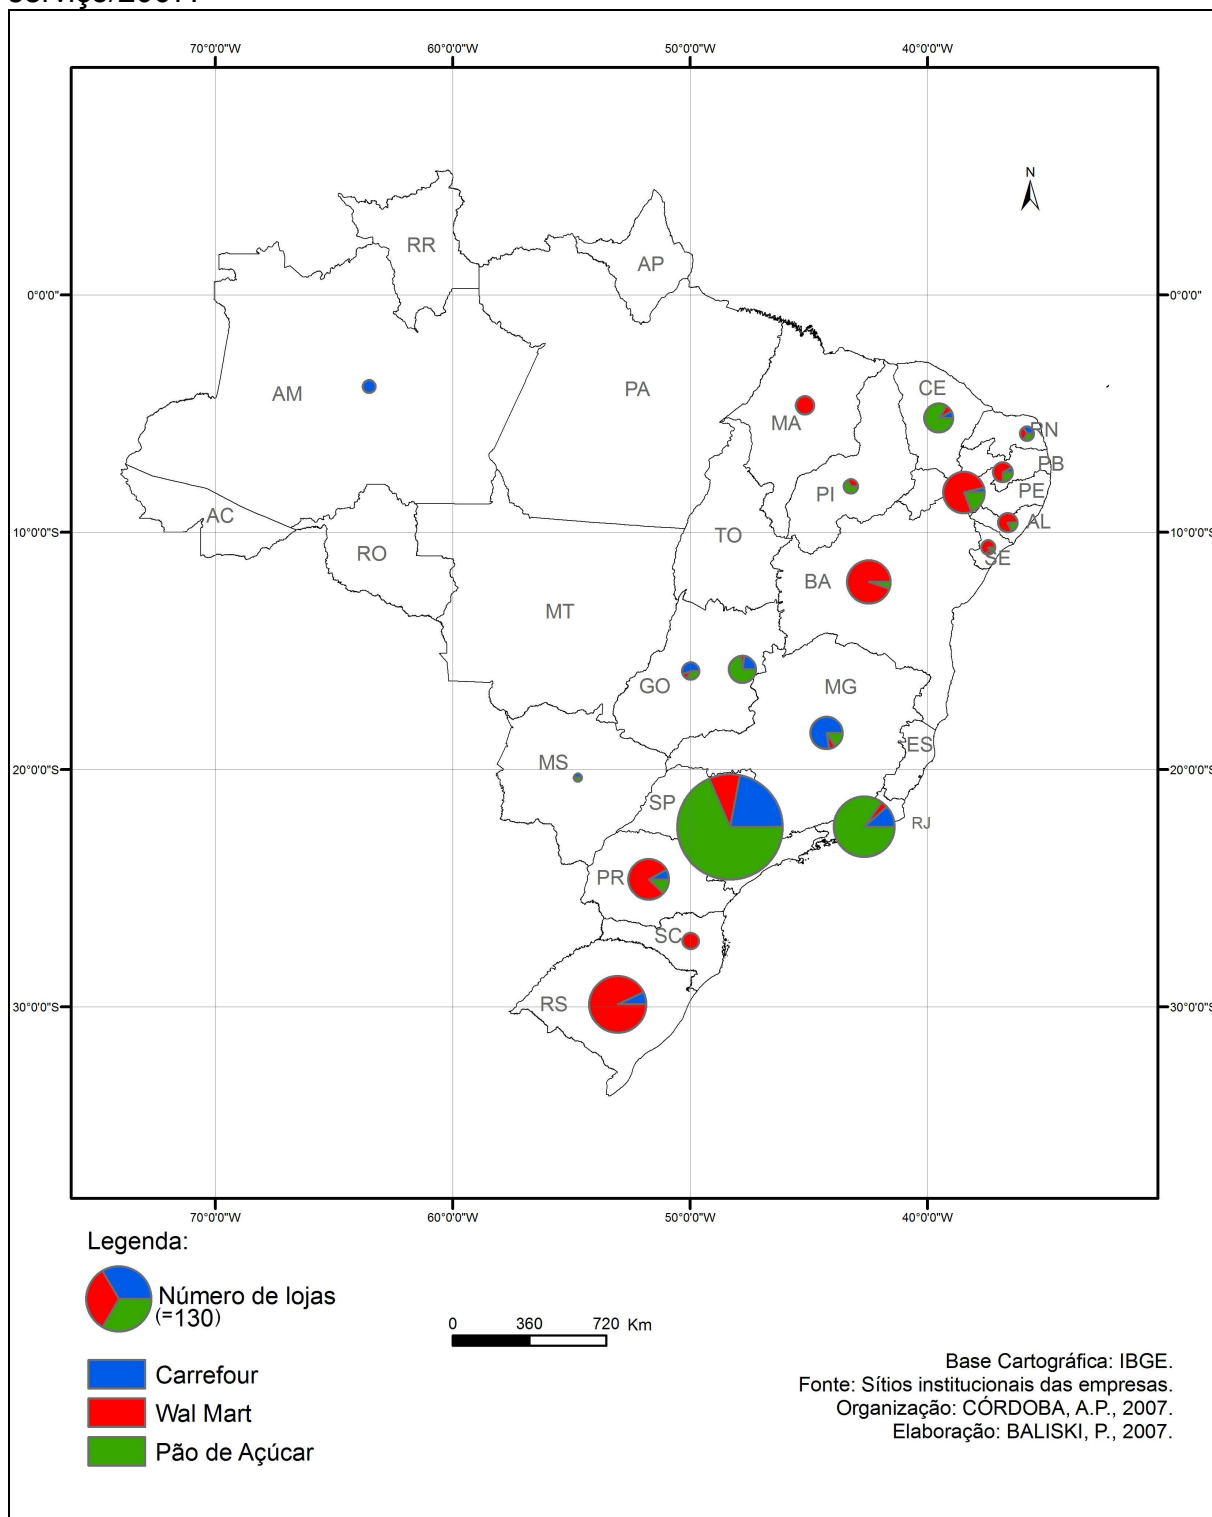 serviço/2007.
70°0'0"W 60°0'0"W 50°0'0"W 40°0'0"W
N
RR
AP
0°0'0" 0°0'0"
AM
PA
MA
CE
RN
PB
PI
PE
AC
AL
10°0'0"S 10°0'0"S
RO
TO
SE
BA
MT
GO
MG
ES
MS
20°0'0"S 20°0'0"S
SP
RJ
PR
SC
RS
30°0'0"S 30°0'0"S
70°0'0"W 60°0'0"W 50°0'0"W 40°0'0"W
Legenda:
Número de lojas
(=130)
0 360 720 Km
Carrefour
Wal Mart
Pão de Açúcar
Base Cartográfica: IBGE.
Fonte: Sítios institucionais das empresas.
Organização: CÓRDOBA, A.P., 2007.
Elaboração: BALISKI, P., 2007.